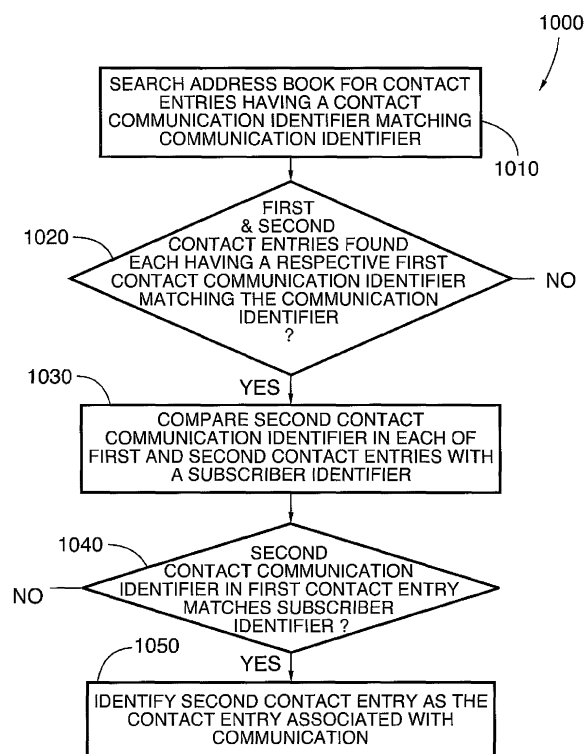 1000
SEARCH ADDRESS BOOK FOR CONTACT
ENTRIES HAVING A CONTACT
COMMUNICATION IDENTIFIER MATCHING
COMMUNICATION IDENTIFIER
1010
FIRST
& SECOND
CONTACT ENTRIES FOUND
EACH HAVING A RESPECTIVE FIRST
CONTACT COMMUNICATION IDENTIFIER
MATCHING THE COMMUNICATION
IDENTIFIER
?
1020
NO
YES
1030
COMPARE SECOND CONTACT
COMMUNICATION IDENTIFIER IN EACH OF
FIRST AND SECOND CONTACT ENTRIES WITH
A SUBSCRIBER IDENTIFIER
1040
SECOND
CONTACT COMMUNICATION
IDENTIFIER IN FIRST CONTACT ENTRY
MATCHES SUBSCRIBER
IDENTIFIER ?
NO
YES
1050
IDENTIFY SECOND CONTACT ENTRY AS THE
CONTACT ENTRY ASSOCIATED WITH
COMMUNICATION